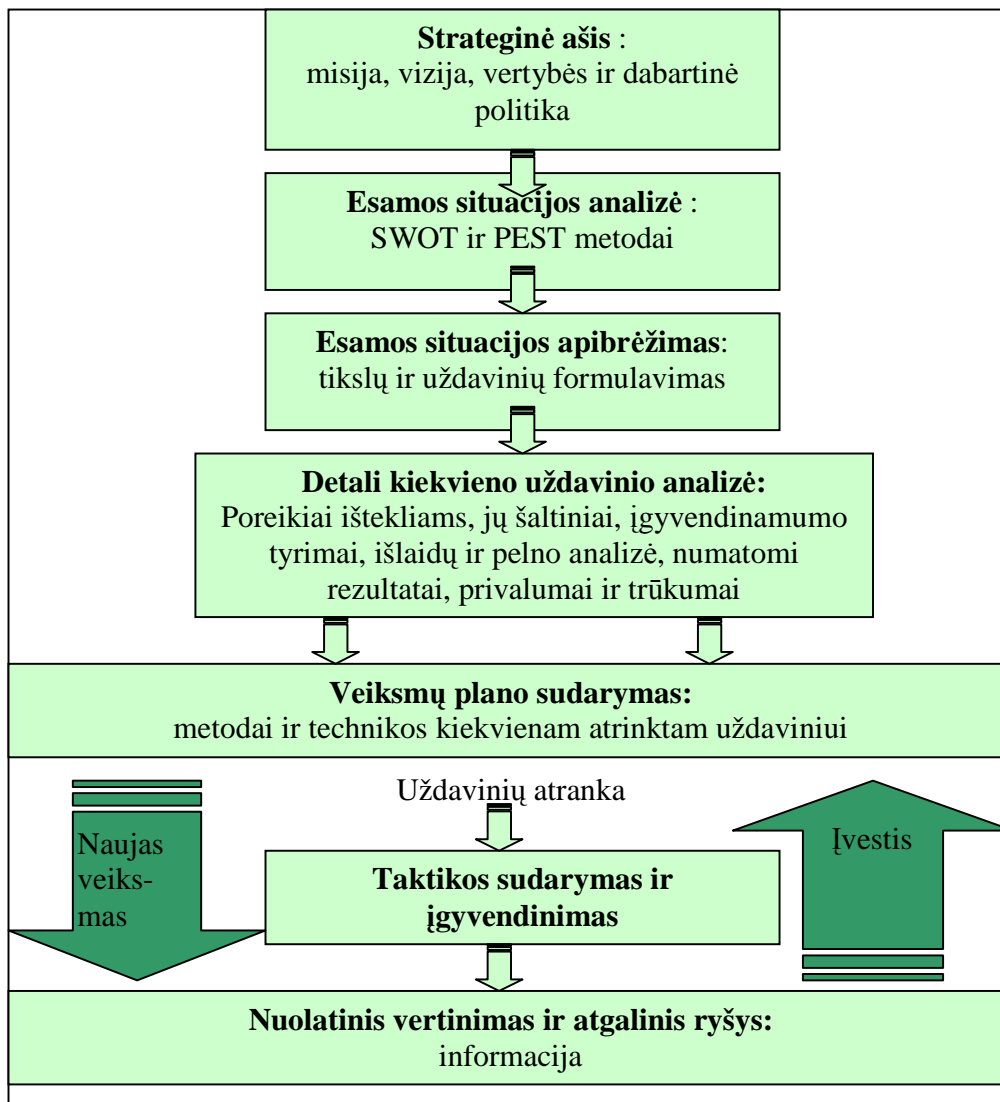 Strateginė ašis :
misija, vizija, vertybės ir dabartinė
politika
Esamos situacijos analizė :
SWOT ir PEST metodai
Esamos situacijos apibrėžimas:
tikslų ir uždavinių formulavimas
Detali kiekvieno uždavinio analizė:
Poreikiai ištekliams, jų šaltiniai, įgyvendinamumo
tyrimai, išlaidų ir pelno analizė, numatomi
rezultatai, privalumai ir trūkumai
Veiksmų plano sudarymas:
metodai ir technikos kiekvienam atrinktam uždaviniui
Uždavinių atranka
Naujas
veiks-
mas
Įvestis
Taktikos sudarymas ir
įgyvendinimas
Nuolatinis vertinimas ir atgalinis ryšys:
informacija